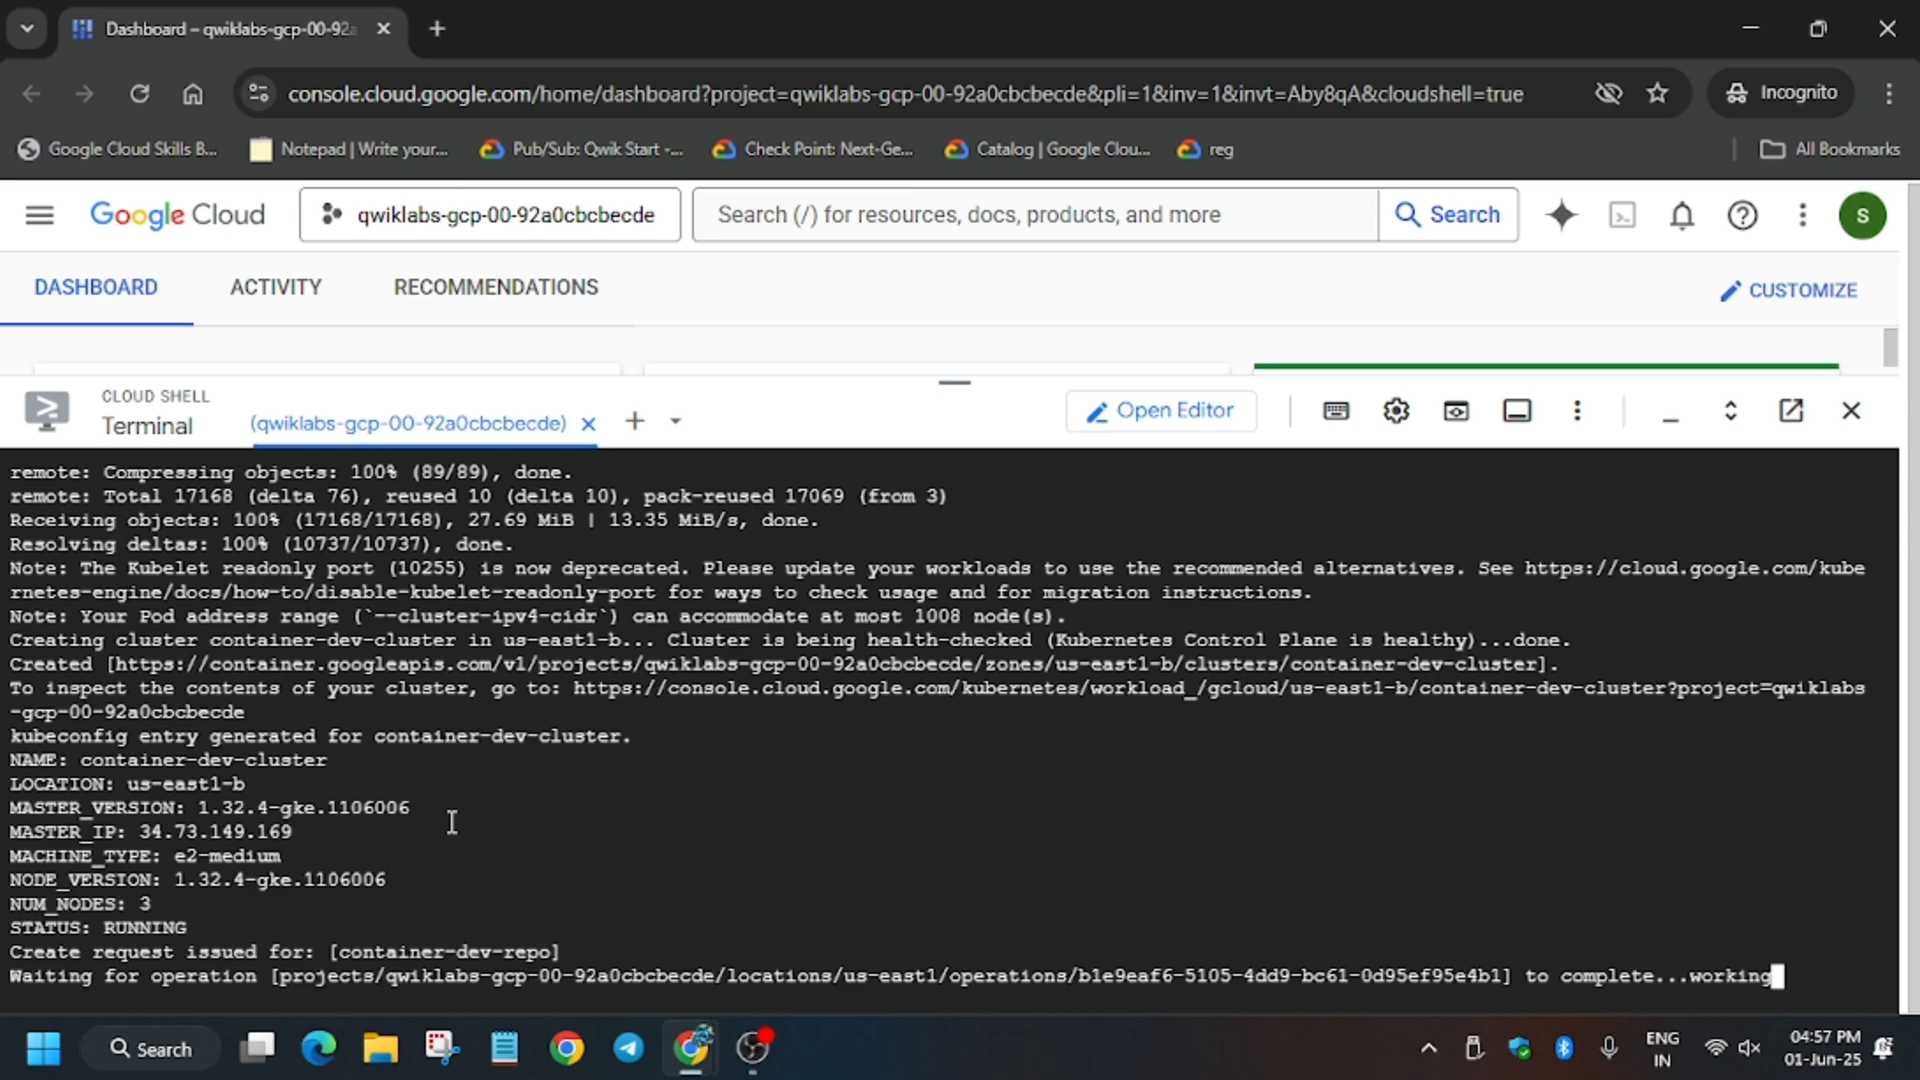 Dashboard – qwiklabs-gcp-00-92a
console.cloud.google.com/home/dashboard?project=qwiklabs-gcp-00-92a0cbcbecde&pli=1&inv=1&invt=Aby8qA&cloudshell=true
Incognito
Google Cloud Skills B...
Notepad | Write your...
Pub/Sub: Qwik Start -...
Check Point: Next-Ge...
Catalog | Google Clou...
reg
All Bookmarks
Google Cloud
qwiklabs-gcp-00-92a0cbcbecde
Search (/) for resources, docs, products, and more
Search
S
DASHBOARD
ACTIVITY
RECOMMENDATIONS
CUSTOMIZE
CLOUD SHELL
Terminal
(qwiklabs-gcp-00-92a0cbcbecde)
Open Editor
remote: Compressing objects: 100% (89/89), done.
remote: Total 17168 (delta 76), reused 10 (delta 10), pack-reused 17069 (from 3)
Receiving objects: 100% (17168/17168), 27.69 MiB | 13.35 MiB/s, done.
Resolving deltas: 100% (10737/10737), done.
Note: The Kubelet readonly port (10255) is now deprecated. Please update your workloads to use the recommended alternatives. See https://cloud.google.com/kube
rnetes-engine/docs/how-to/disable-kubelet-readonly-port for ways to check usage and for migration instructions.
Note: Your Pod address range (`--cluster-ipv4-cidr`) can accommodate at most 1008 node(s).
Creating cluster container-dev-cluster in us-east1-b... Cluster is being health-checked (Kubernetes Control Plane is healthy)...done.
Created [https://container.googleapis.com/v1/projects/qwiklabs-gcp-00-92a0cbcbecde/zones/us-east1-b/clusters/container-dev-cluster].
To inspect the contents of your cluster, go to: https://console.cloud.google.com/kubernetes/workload_/gcloud/us-east1-b/container-dev-cluster?project=qwiklabs
-gcp-00-92a0cbcbecde
kubeconfig entry generated for container-dev-cluster.
NAME: container-dev-cluster
LOCATION: us-east1-b
MASTER_VERSION: 1.32.4-gke.1106006
MASTER_IP: 34.73.149.169
MACHINE_TYPE: e2-medium
NODE_VERSION: 1.32.4-gke.1106006
NUM_NODES: 3
STATUS: RUNNING
Create request issued for: [container-dev-repo]
Waiting for operation [projects/qwiklabs-gcp-00-92a0cbcbecde/locations/us-east1/operations/b1e9eaf6-5105-4dd9-bc61-0d95ef95e4b1] to complete...working
Search
ENG
IN
04:57 PM
01-Jun-25